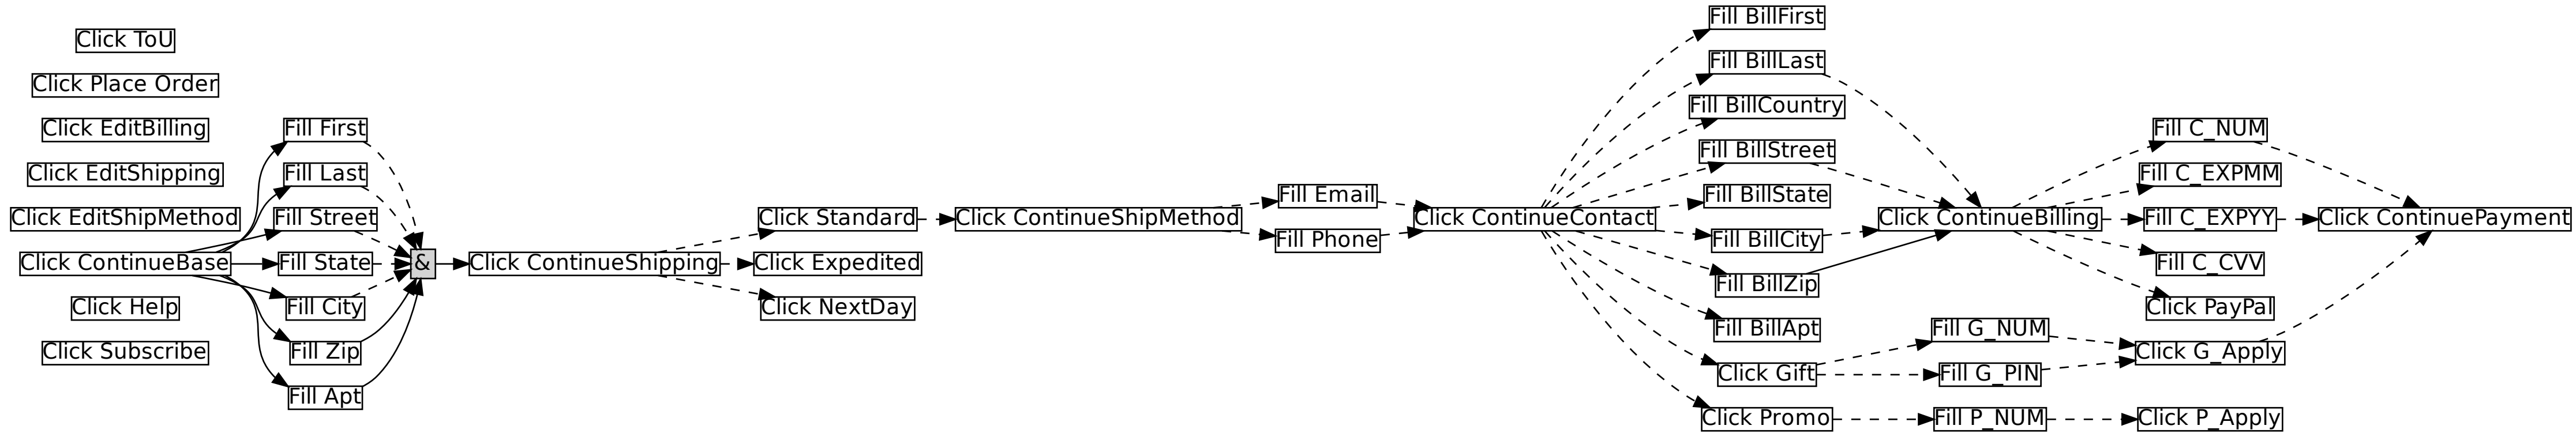 Click ToU
Click Place Order
Click EditBilling
Click EditShipping
Click EditShipMethod
Click ContinueBase
Click Help
Click Subscribe
Fill First
Fill Last
Fill Street
Fill State
Fill City
Fill Zip
Fill Apt
&
Click ContinueShipping
Click Standard
Click Expedited
Click NextDay
Click ContinueShipMethod
Fill Email
Fill Phone
Click ContinueContact
Fill BillFirst
Fill BillLast
Fill BillCountry
Fill BillStreet
Fill BillState
Fill BillCity
Fill BillZip
Fill BillApt
Click Gift
Click Promo
Click ContinueBilling
Fill G_NUM
Fill G_PIN
Fill P_NUM
Fill C_NUM
Fill C_EXPMM
Fill C_EXPYY
Fill C_CVV
Click PayPal
Click G_Apply
Click P_Apply
Click ContinuePayment